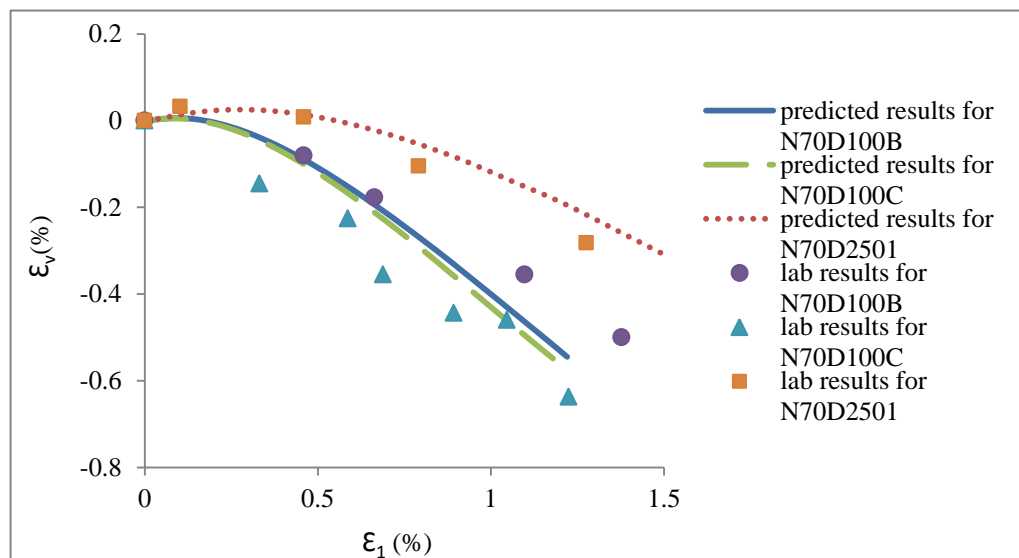 0.2
0
-0.2
-0.4
-0.6
-0.8
0
0.5
1
1.5
Ɛv(%)
Ɛ1 (%)
predicted results for
N70D100B
predicted results for
N70D100C
predicted results for
N70D2501
lab results for
N70D100B
lab results for
N70D100C
lab results for
N70D2501